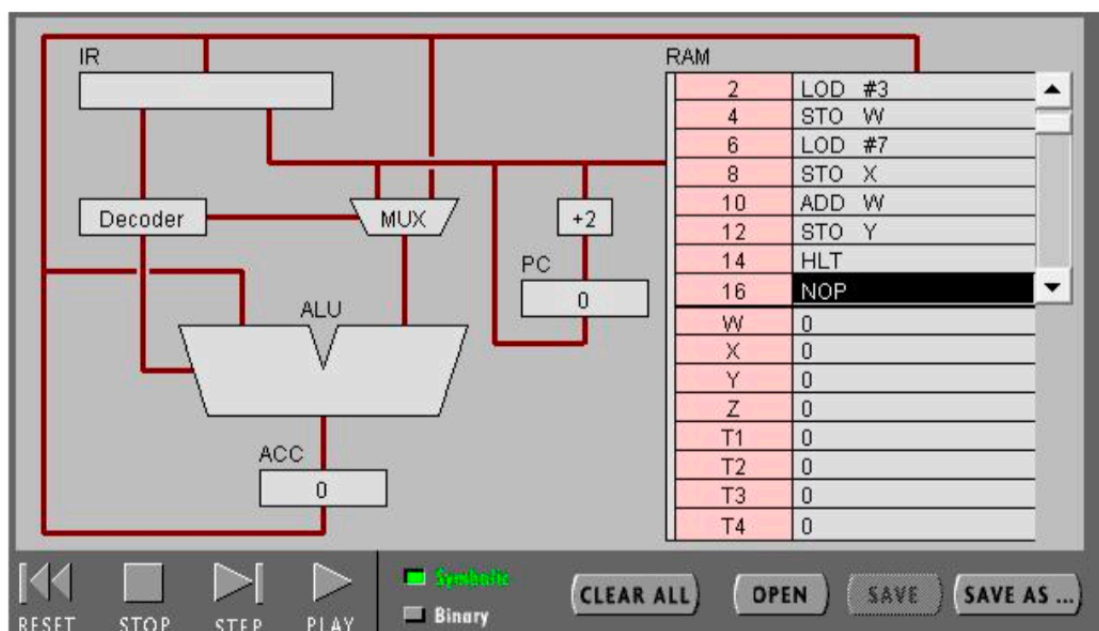 IR
RAM
2 LOD #3
4 STO W
6 LOD #7
8 STO X
10 ADD W
12 STO Y
14 HLT
16 NOP
W 0
X 0
Y 0
Z 0
T1 0
T2 0
T3 0
T4 0
Decoder
MUX
+2
PC
0
ALU
ACC
0
RESET
STOP
STEP
PLAY
Symbolic
Binary
CLEAR ALL
OPEN
SAVE
SAVE AS ...